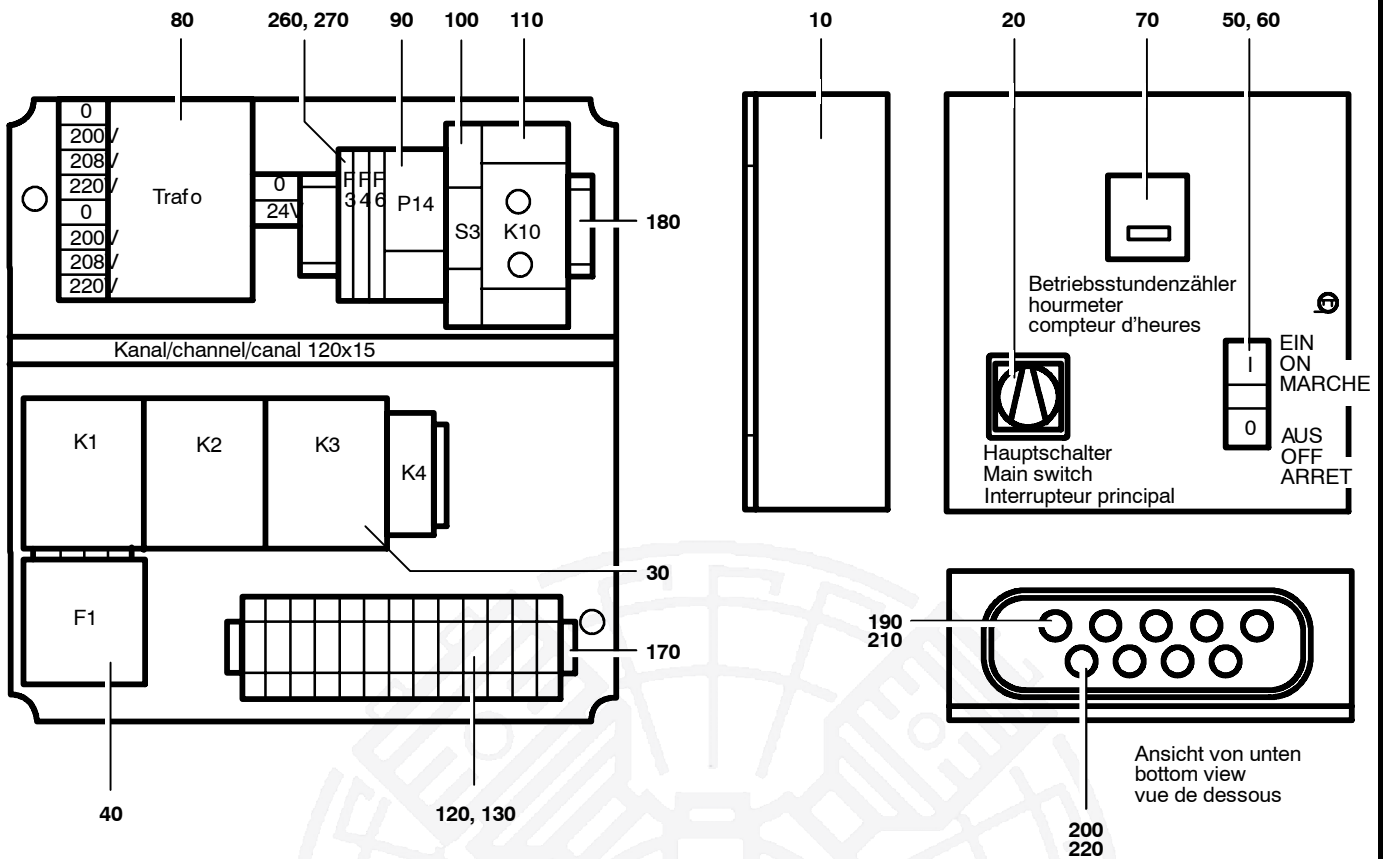 80
260, 270
90
100
110
10
20
70
50, 60
0
200V
208V
220V
0
200V
208V
220V
Trafo
0
24V
F3
F4
F6
P14
S3
K10
180
Betriebsstundenzähler
hourmeter
compteur d'heures
Kanal/channel/canal 120x15
I
EIN
ON
MARCHE
0
AUS
OFF
ARRET
Hauptschalter
Main switch
Interrupteur principal
K1
K2
K3
K4
30
F1
170
190
210
40
120, 130
Ansicht von unten
bottom view
vue de dessous
200
220